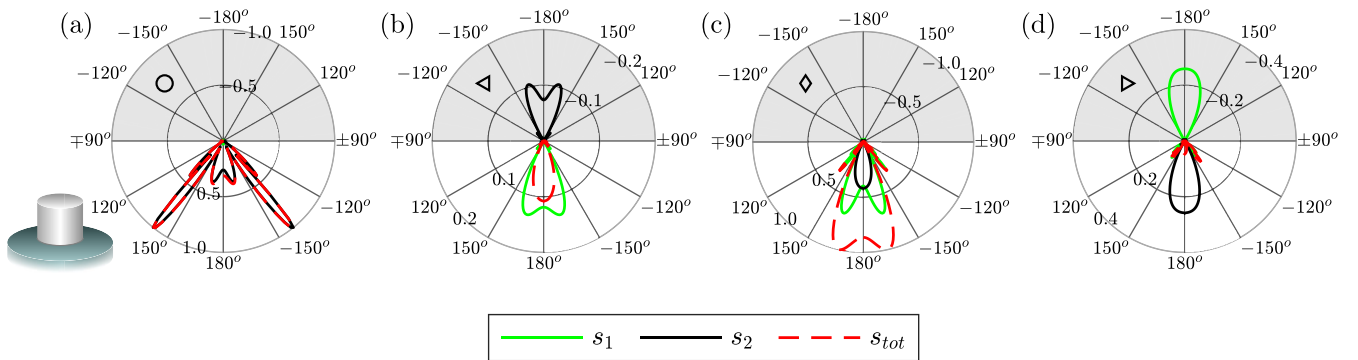 (a) (b) (c) (d)
−180° −180° −180° −180°
−150° −1.0 150° −150° 150° −150° 150° −150° 150°
−0.2 −1.0 −0.4
−120° −0.5 120° −120° −0.1 120° −120° −0.5 120° −120° −0.2 120°
∓90° ±90° ∓90° ±90° ∓90° ±90° ∓90° ±90°
0.5 0.1 0.5 0.2
120° −120° 120° 0.2 −120° 120° 1.0 −120° 120° 0.4 −120°
150° 1.0 −150° 150° −150° 150° −150° 150° −150°
180° 180° 180° 180°
s₁ s₂ sₜₒₜ